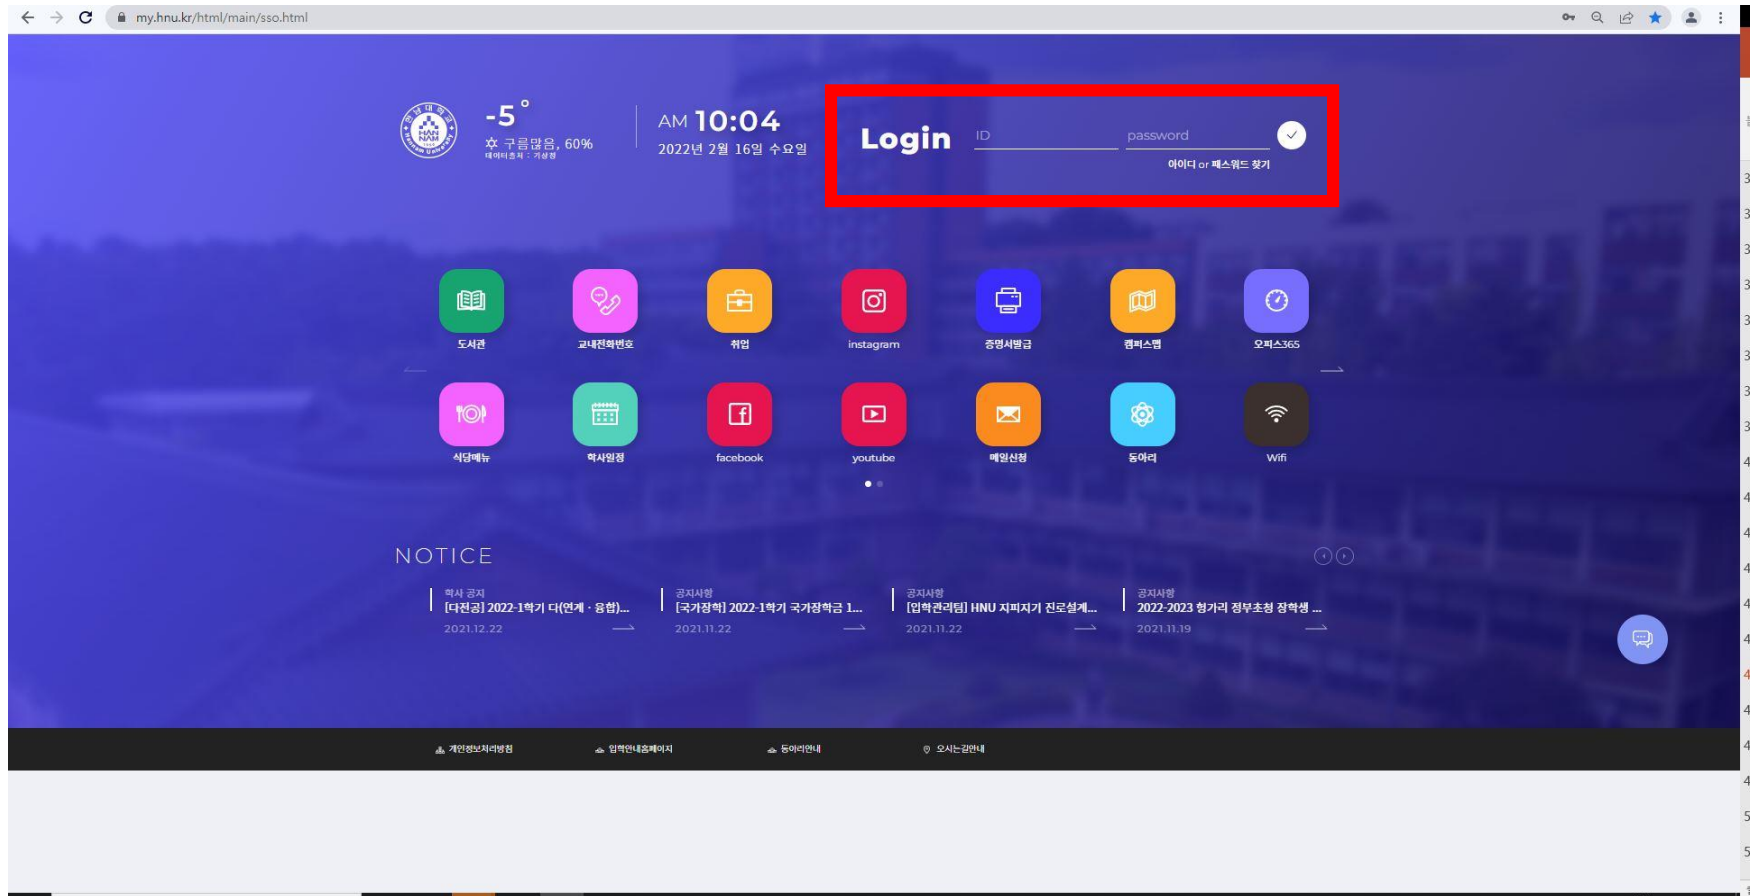 my.hnu.kr/html/main/sso.html
-5°
구름많음, 60%
데이터출처 : 기상청
AM 10:04
2022년 2월 16일 수요일
Login
ID
password
아이디 or 패스워드 찾기
HAN
NAM
도서관
교내전화번호
취업
instagram
증명서발급
캠퍼스맵
오피스365
식당메뉴
학사일정
facebook
youtube
메일신청
동아리
Wifi
NOTICE
학사 공지
[다전공] 2022-1학기 다(연계·융합)...
2021.12.22
공지사항
[국가장학] 2022-1학기 국가장학금 1...
2021.11.22
공지사항
[입학관리팀] HNU 지피지기 진로설계...
2021.11.22
공지사항
2022-2023 헝가리 정부초청 장학생 ...
2021.11.19
개인정보처리방침
입학안내홈페이지
동아리안내
오시는길안내